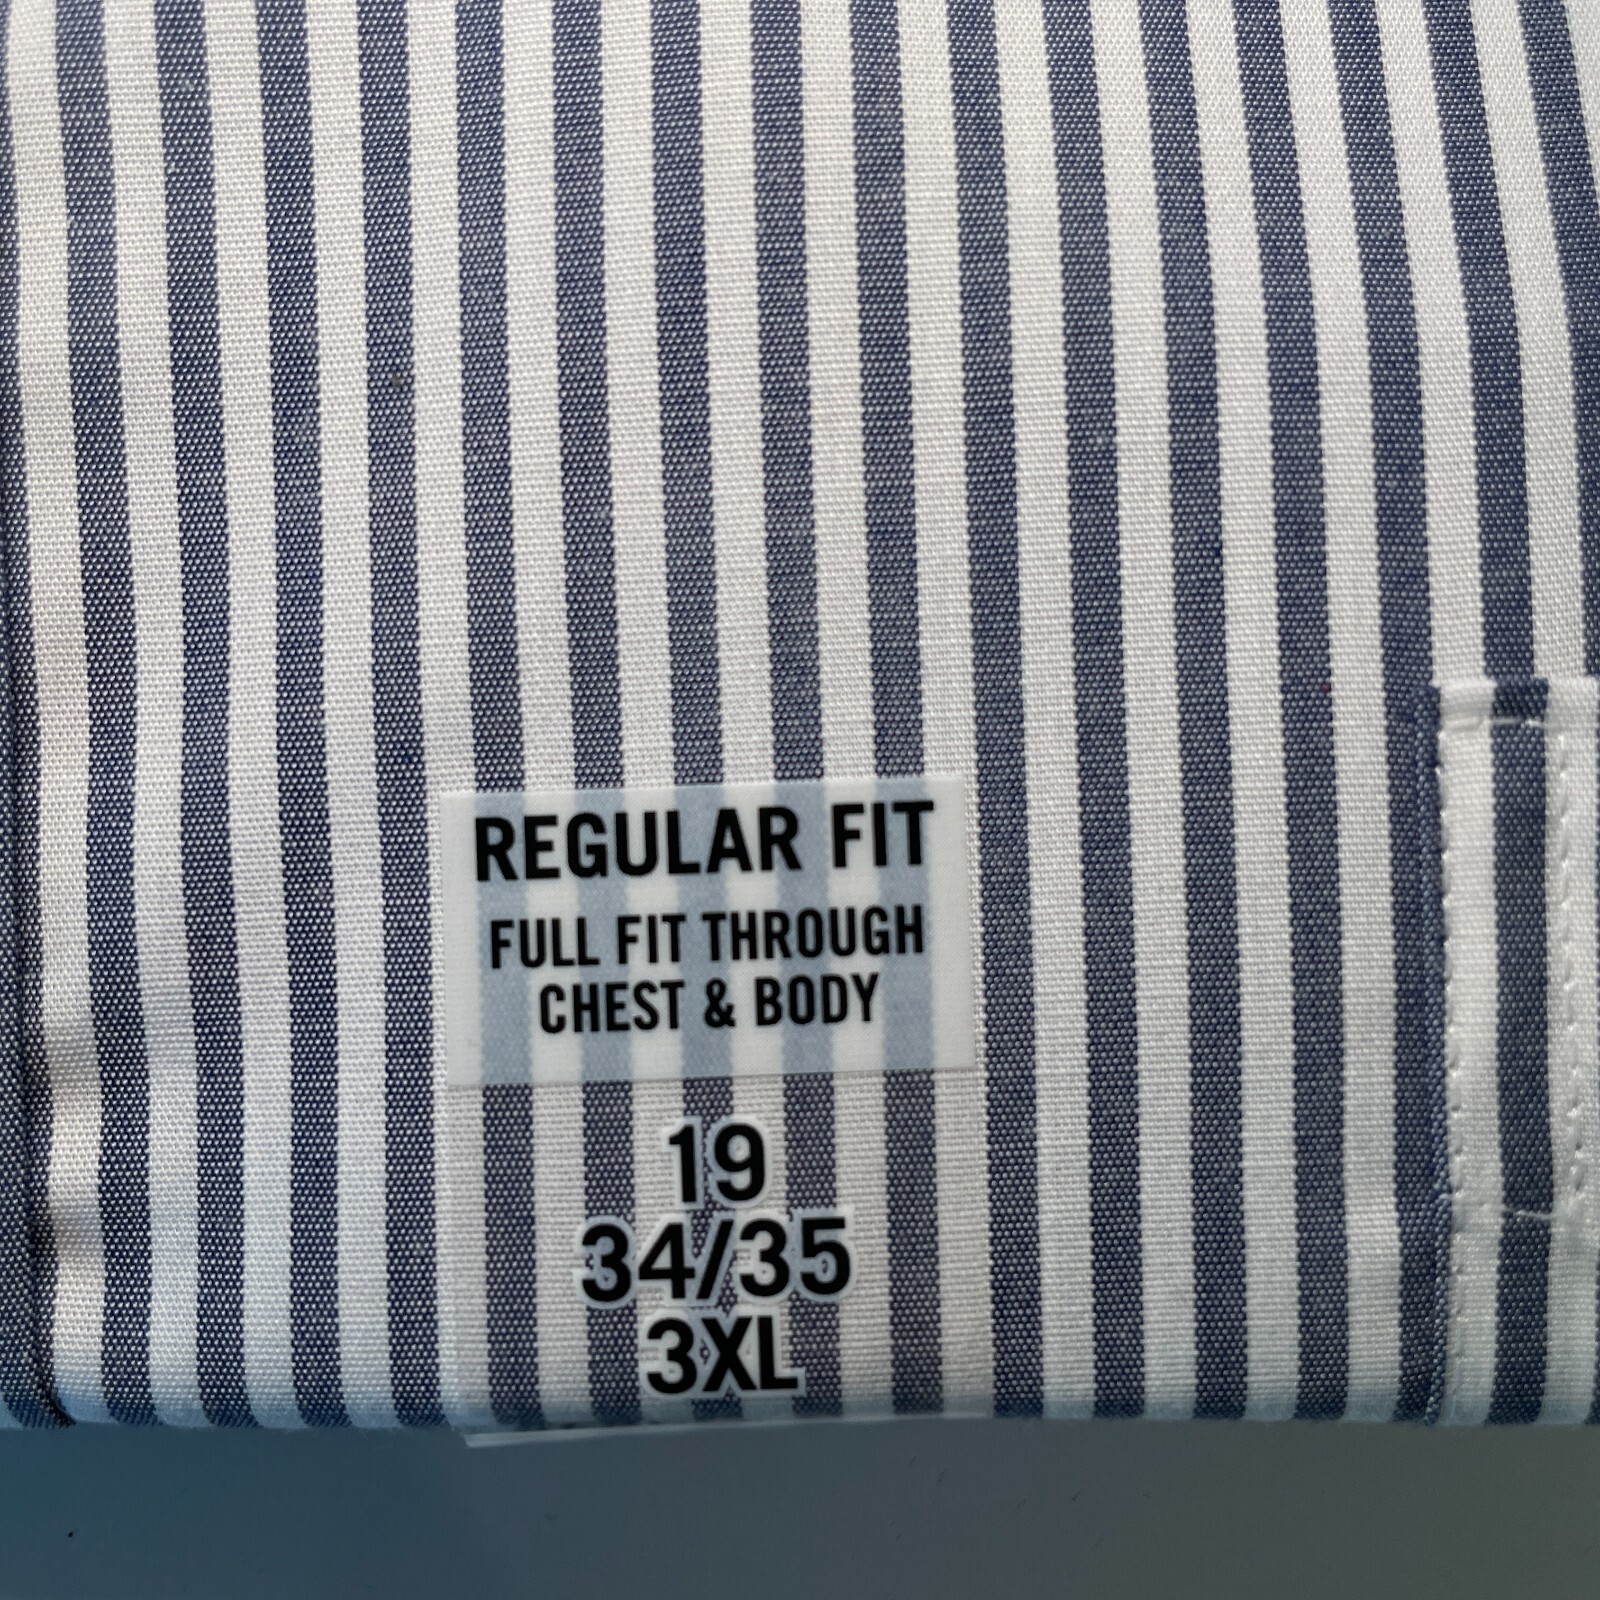 REGULAR FIT
FULL FIT THROUGH
CHEST & BODY
19
34/35
3XL